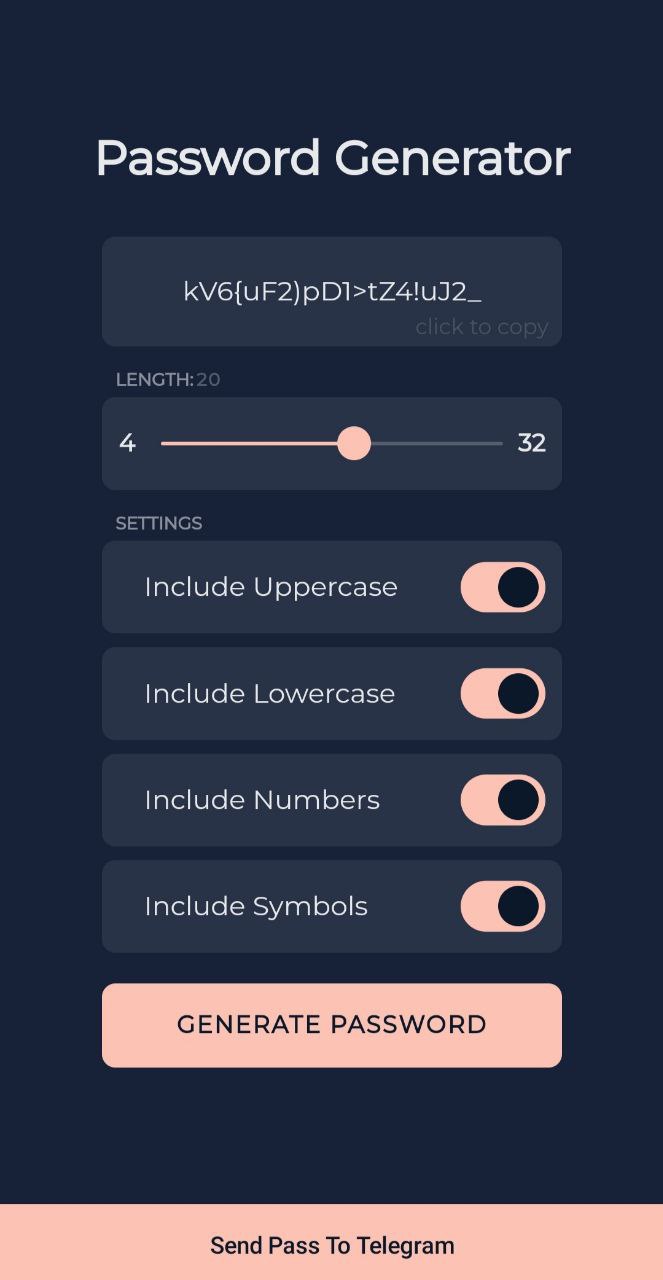 Password Generator
kV6{uF2)pD1>tZ4!uJ2_
click to copy
LENGTH: 20
4 32
SETTINGS
Include Uppercase
Include Lowercase
Include Numbers
Include Symbols
GENERATE PASSWORD
Send Pass To Telegram